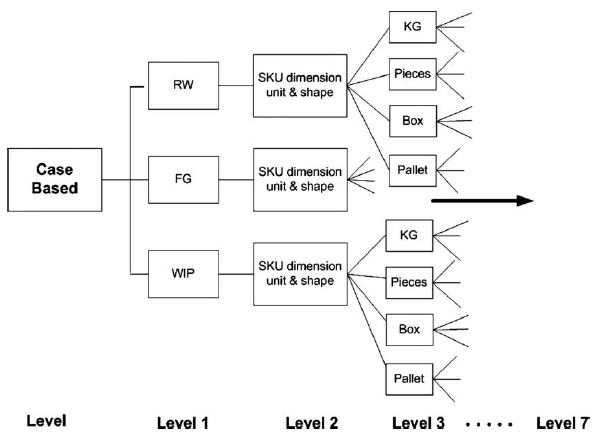 KG
RW
SKU dimension
unit & shape
Pieces
Box
Case
Based
FG
SKU dimension
unit & shape
Pallet
KG
WIP
SKU dimension
unit & shape
Pieces
Box
Pallet
Level
Level 1
Level 2
Level 3
. . . . .
Level 7